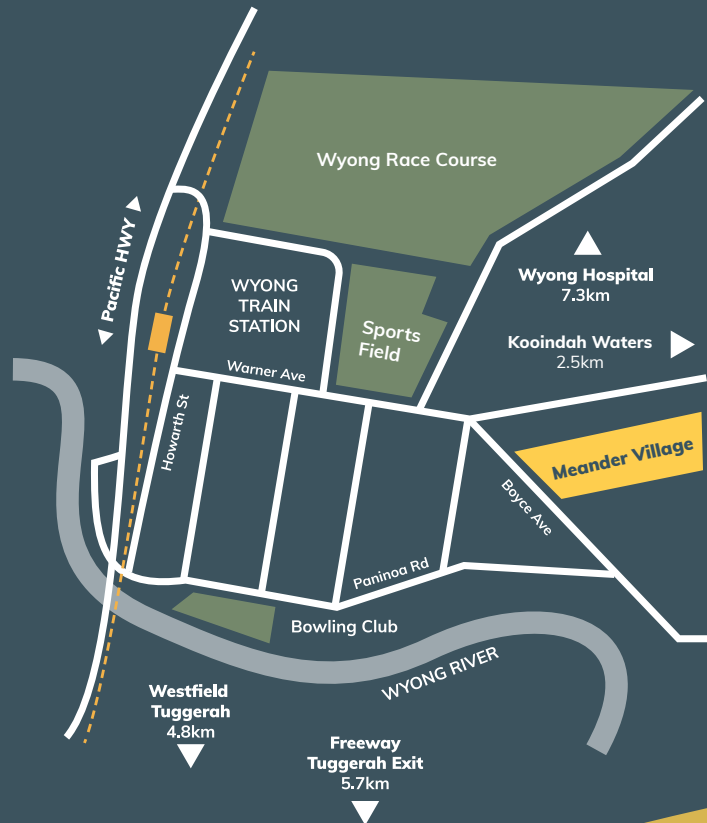 Wyong Race Course
Pacific HWY
WYONG
TRAIN
STATION
Wyong Hospital
7.3km
Sports
Field
Kooindah Waters
2.5km
Warner Ave
Howarth St
Meander Village
Boyce Ave
Paninoa Rd
Bowling Club
WYONG RIVER
Westfield
Tuggerah
4.8km
Freeway
Tuggerah Exit
5.7km